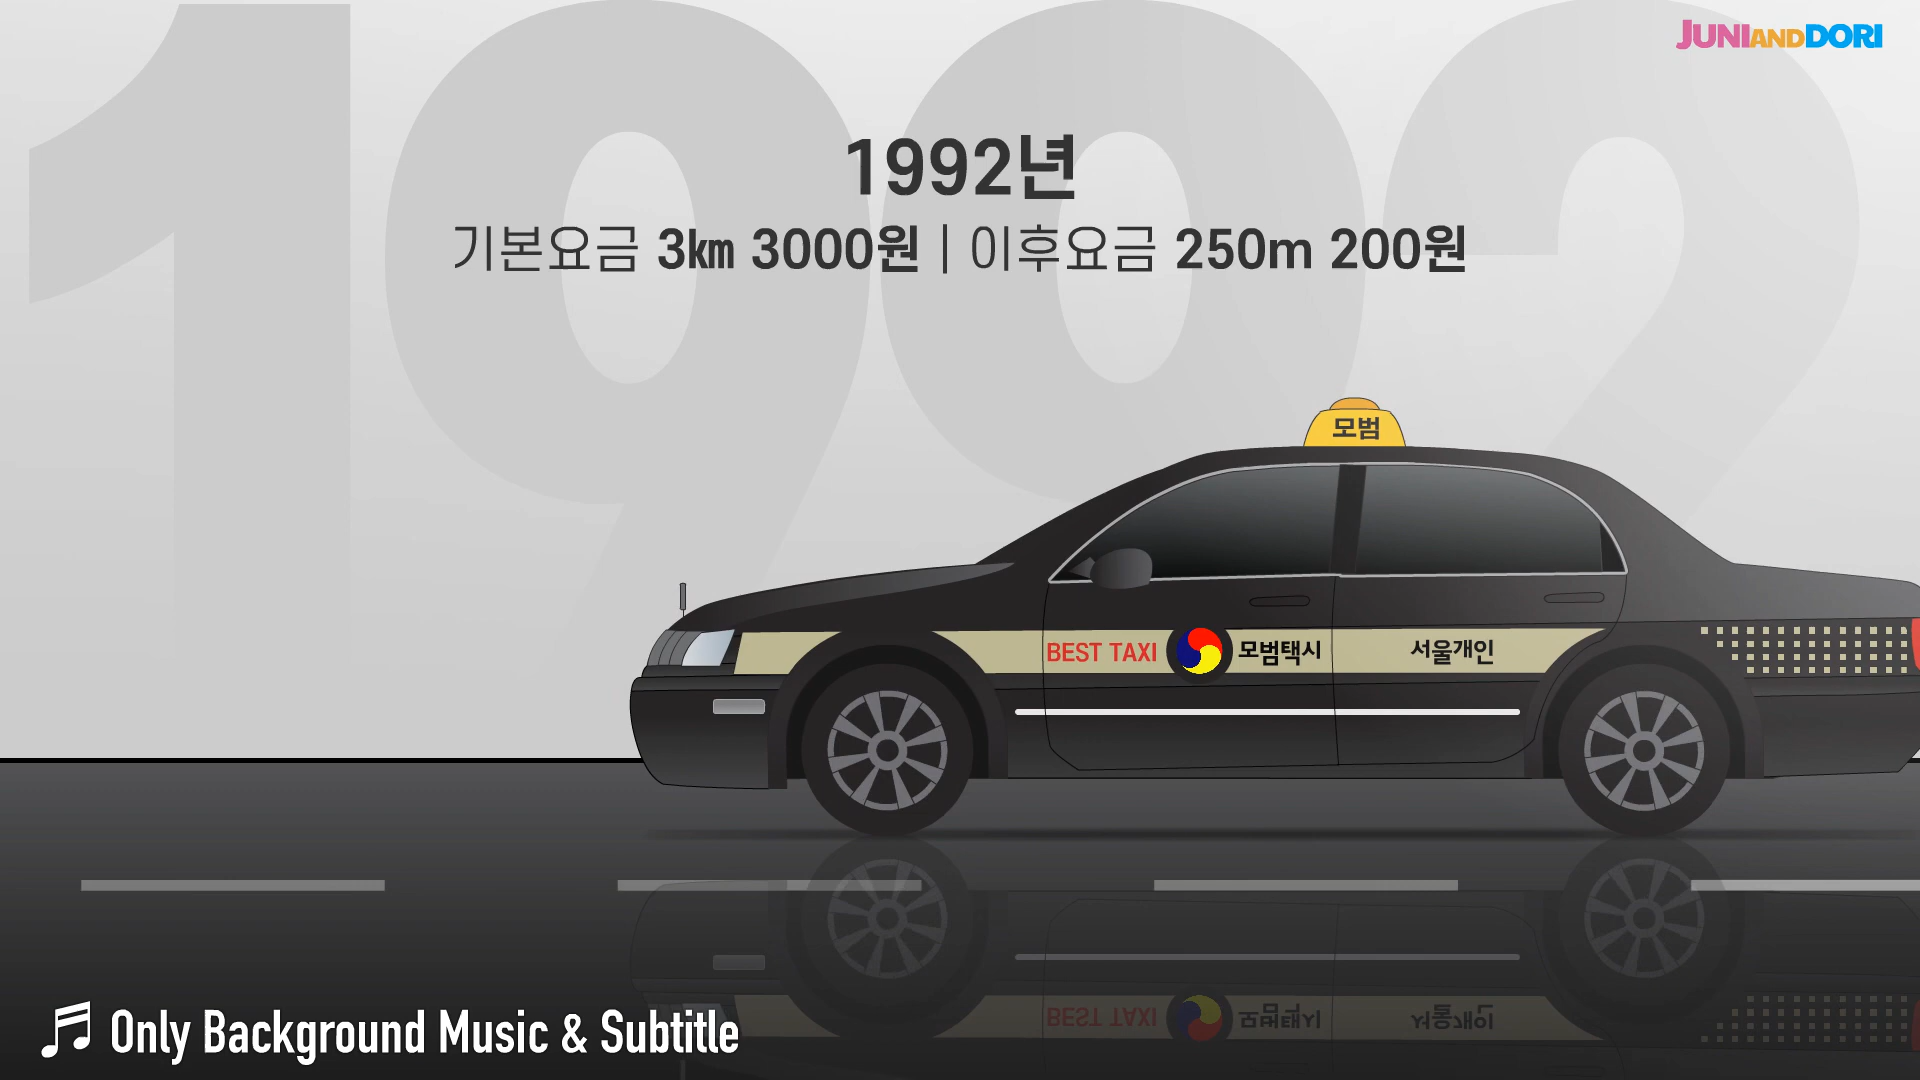 1992
JUNIANDDORI
1992년
기본요금 3㎞ 3000원 | 이후요금 250m 200원
모범
BEST TAXI 모범택시 서울개인
Only Background Music & Subtitle